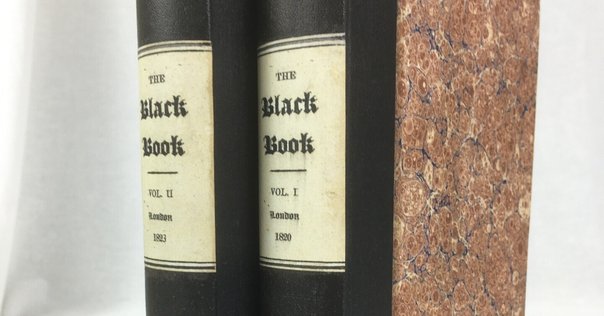 THE
Black
Book
VOL. II
London
1823
THE
Black
Book
VOL. I
London
1820